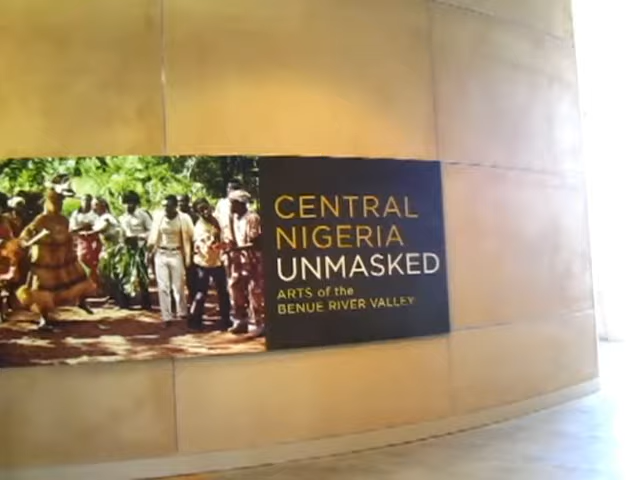 CENTRAL
NIGERIA
UNMASKED
ARTS of the
BENUE RIVER VALLEY